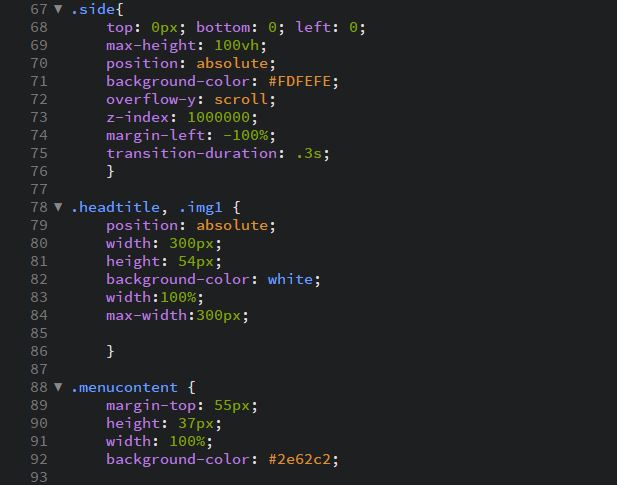 67 ▼ .side{
68 top: 0px; bottom: 0; left: 0;
69 max-height: 100vh;
70 position: absolute;
71 background-color: #FDFEFE;
72 overflow-y: scroll;
73 z-index: 1000000;
74 margin-left: -100%;
75 transition-duration: .3s;
76 }
77
78 ▼ .headtitle, .img1 {
79 position: absolute;
80 width: 300px;
81 height: 54px;
82 background-color: white;
83 width:100%;
84 max-width:300px;
85
86 }
87
88 ▼ .menucontent {
89 margin-top: 55px;
90 height: 37px;
91 width: 100%;
92 background-color: #2e62c2;
93